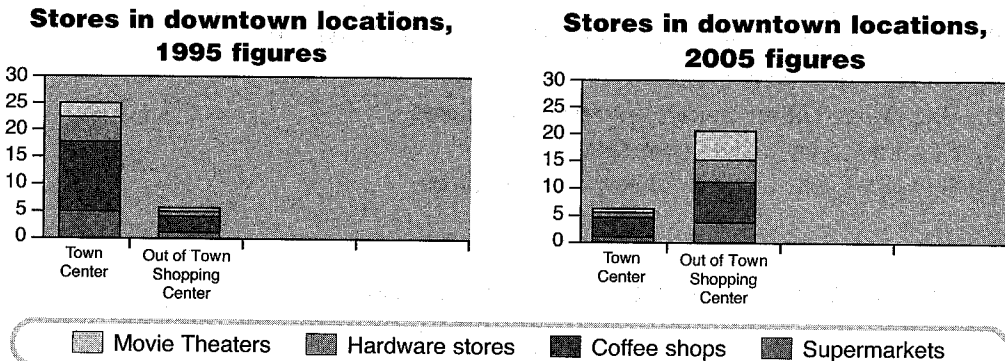 Stores in downtown locations,
1995 figures
30
25
20
15
10
5
0
Town
Center
Out of Town
Shopping
Center
Stores in downtown locations,
2005 figures
30
25
20
15
10
5
0
Town
Center
Out of Town
Shopping
Center
Movie Theaters
Hardware stores
Coffee shops
Supermarkets